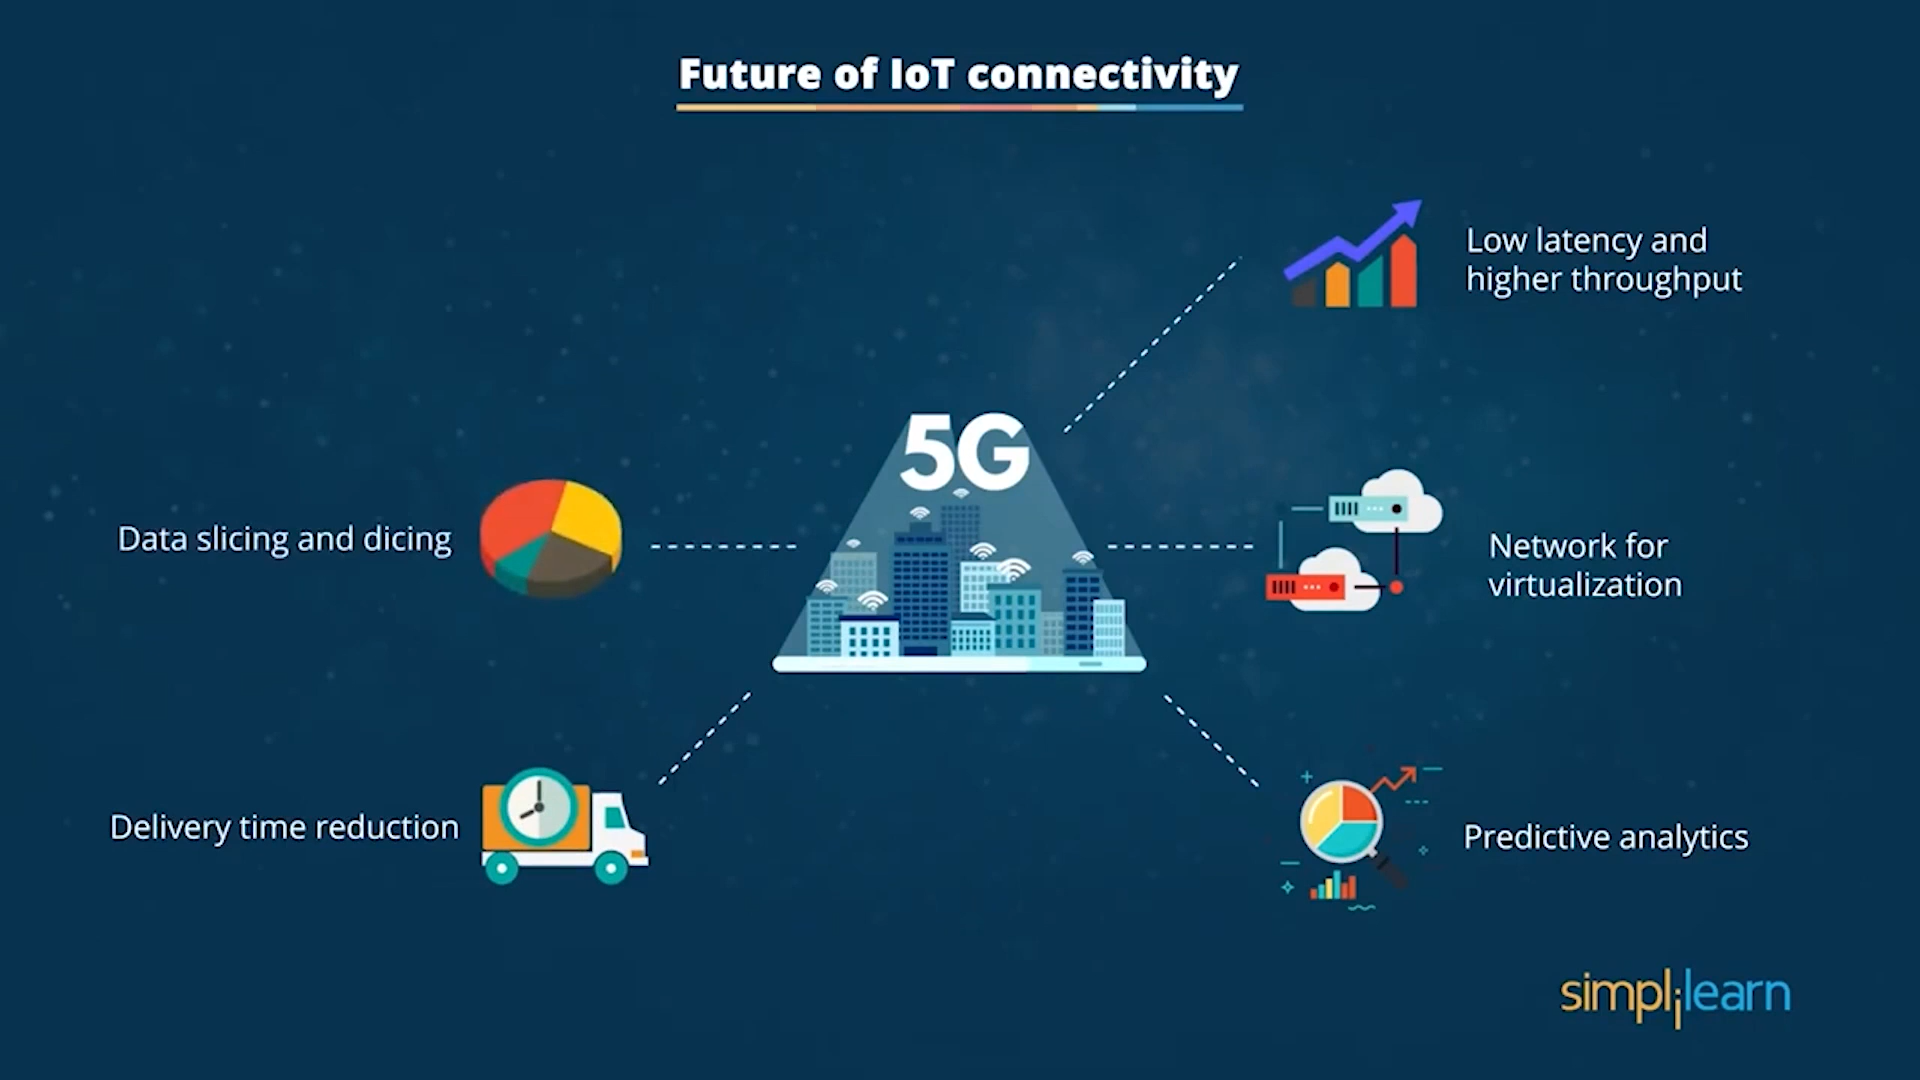 Future of IoT connectivity
Low latency and
higher throughput
5G
Data slicing and dicing
Network for
virtualization
Delivery time reduction
Predictive analytics
simplilearn